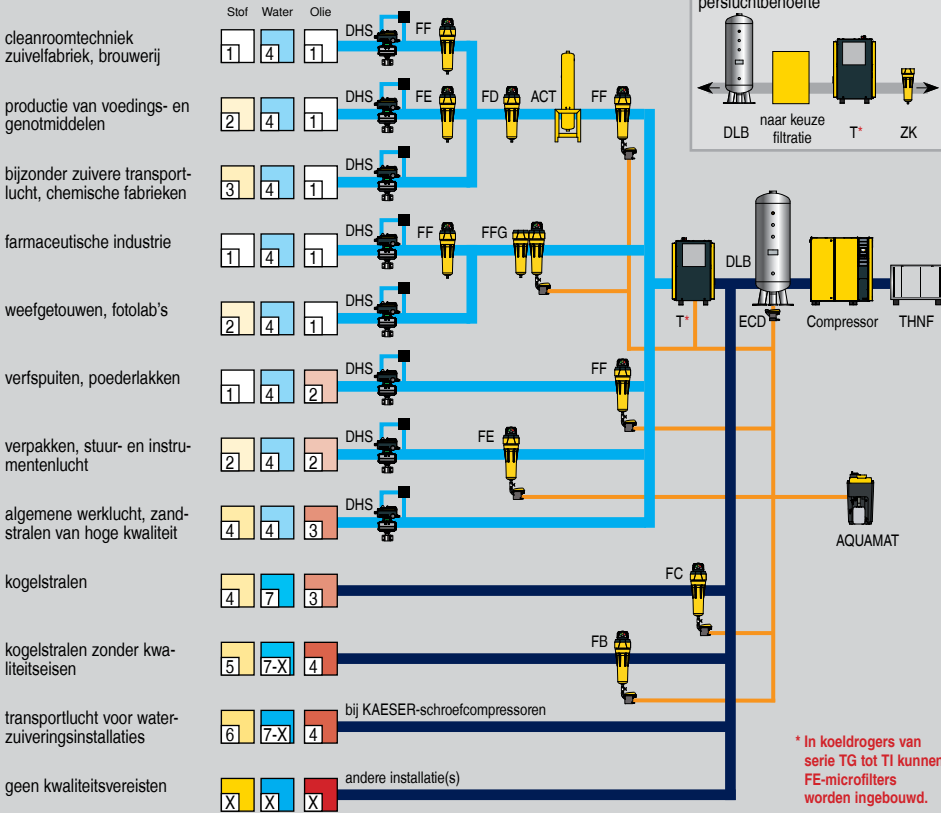 persluchtbehoefte
DLB
naar keuze
filtratie
T*
ZK
Stof Water Olie
cleanroomtechniek
zuivelfabriek, brouwerij
1 4 1
DHS FF
productie van voedings- en
genotmiddelen
2 4 1
DHS FE FD ACT FF
bijzonder zuivere transport-
lucht, chemische fabrieken
3 4 1
DHS
farmaceutische industrie
1 4 1
DHS FF FFG
DLB
T*
ECD
Compressor
THNF
weefgetouwen, fotolab's
2 4 1
DHS
verfspuiten, poederlakken
1 4 2
DHS FF
verpakken, stuur- en instru-
mentenlucht
2 4 2
DHS FE
algemene werklucht, zand-
stralen van hoge kwaliteit
4 4 3
DHS
AQUAMAT
kogelstralen
4 7 3
FC
kogelstralen zonder kwa-
liteitseisen
5 7-X 4
FB
transportlucht voor water-
zuiveringsinstallaties
6 7-X 4
bij KAESER-schroefcompressoren
geen kwaliteitsvereisten
X X X
andere installatie(s)
* In koeldrogers van
serie TG tot TI kunnen
FE-microfilters
worden ingebouwd.